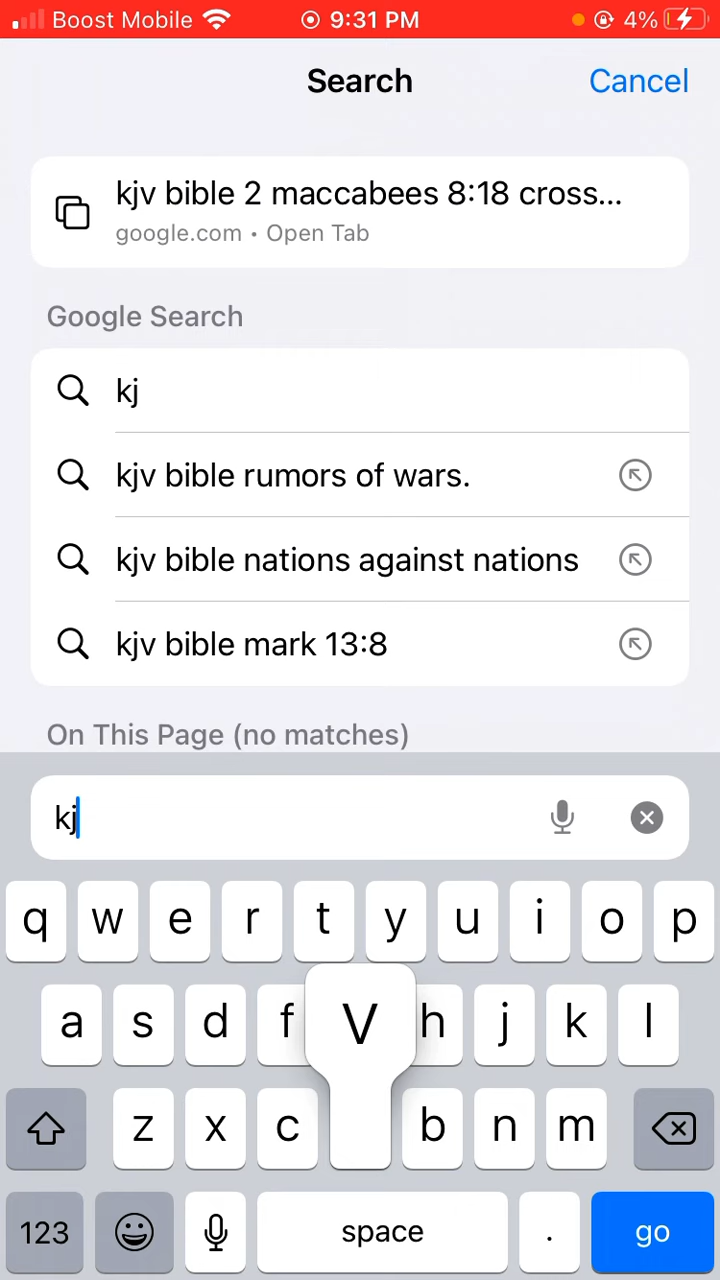 Boost Mobile 9:31 PM 4%
Search Cancel
kjv bible 2 maccabees 8:18 cross...
google.com • Open Tab
Google Search
kj
kjv bible rumors of wars.
kjv bible nations against nations
kjv bible mark 13:8
On This Page (no matches)
kj
q w e r t y u i o p
a s d f V h j k l
z x c b n m
123 space . go